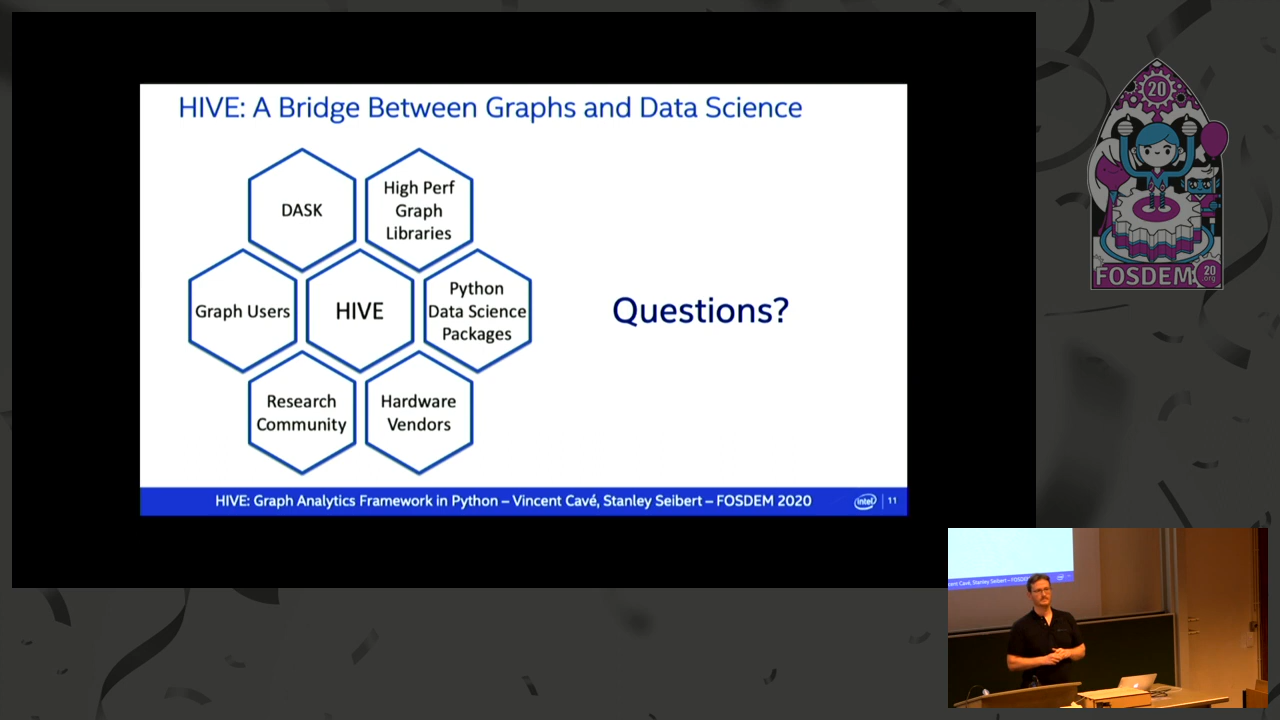 HIVE: A Bridge Between Graphs and Data Science
DASK
High Perf
Graph
Libraries
Graph Users
HIVE
Python
Data Science
Packages
Research
Community
Hardware
Vendors
Questions?
HIVE: Graph Analytics Framework in Python – Vincent Cavé, Stanley Seibert – FOSDEM 2020
intel
11
20
FOSDEM
20
.org